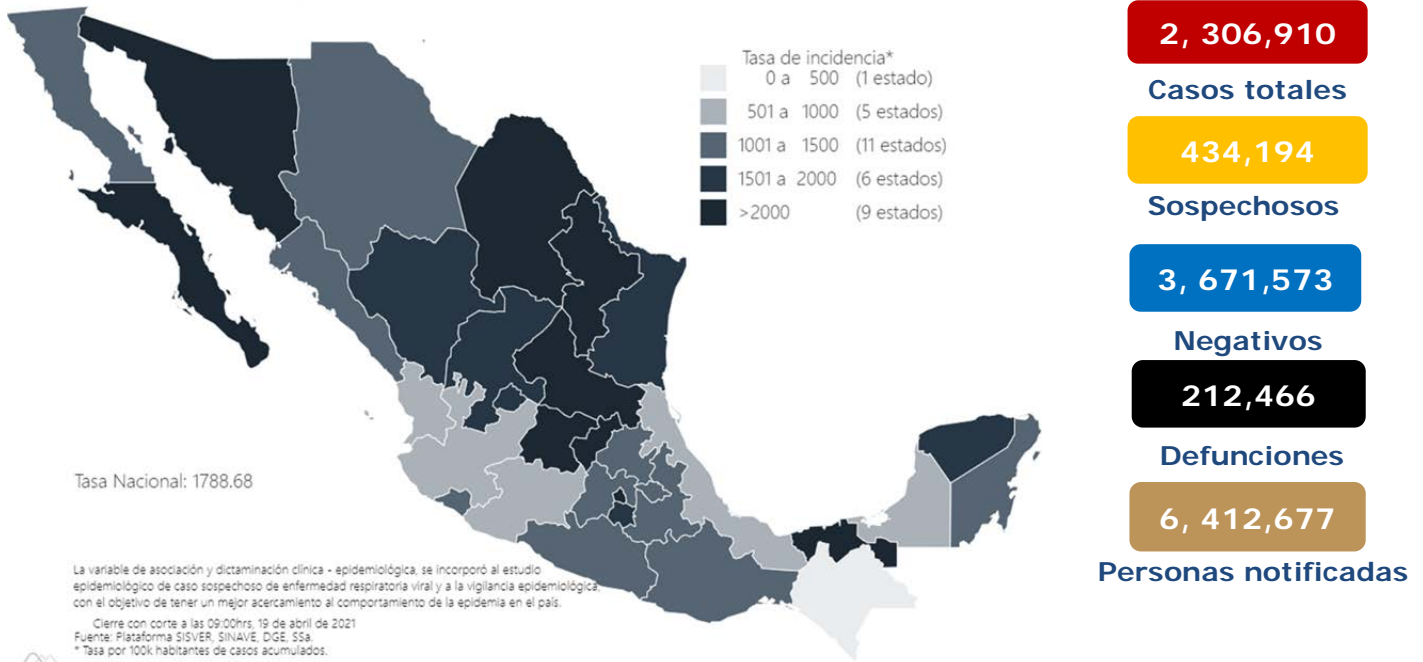 Tasa de incidencia*
0 a 500 (1 estado)
501 a 1000 (5 estados)
1001 a 1500 (11 estados)
1501 a 2000 (6 estados)
>2000 (9 estados)
Tasa Nacional: 1788.68
La variable de asociación y dictaminación clínica - epidemiológica, se incorporó al estudio
epidemiológico de caso sospechoso de enfermedad respiratoria viral y a la vigilancia epidemiológica,
con el objetivo de tener un mejor acercamiento al comportamiento de la epidemia en el país.
Cierre con corte a las 09:00hrs, 19 de abril de 2021
Fuente: Plataforma SISVER, SINAVE, DGE, SSa.
* Tasa por 100k habitantes de casos acumulados.
2, 306,910
Casos totales
434,194
Sospechosos
3, 671,573
Negativos
212,466
Defunciones
6, 412,677
Personas notificadas